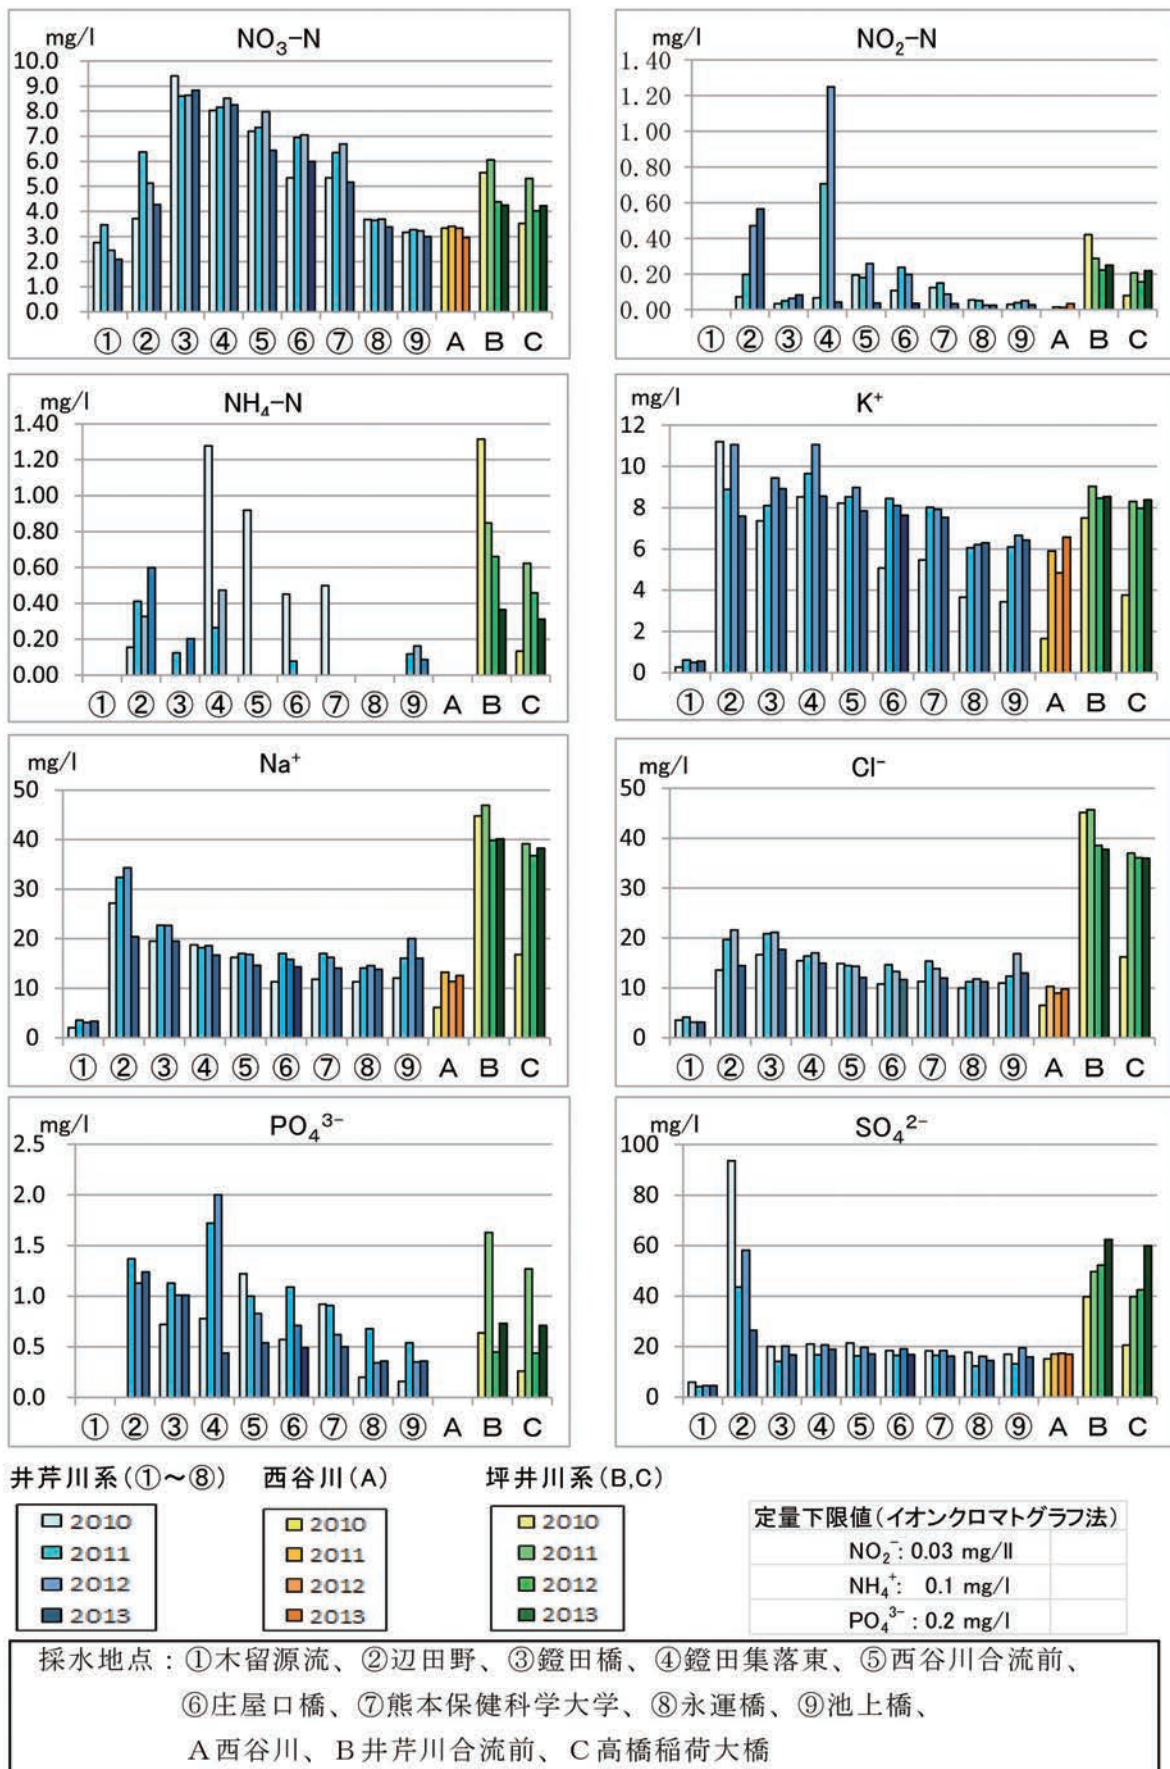 mg/l NO₃-N
10.0
9.0
8.0
7.0
6.0
5.0
4.0
3.0
2.0
1.0
0.0
① ② ③ ④ ⑤ ⑥ ⑦ ⑧ ⑨ A B C
mg/l NO₂-N
1.40
1.20
1.00
0.80
0.60
0.40
0.20
0.00
① ② ③ ④ ⑤ ⑥ ⑦ ⑧ ⑨ A B C
mg/l NH₄-N
1.40
1.20
1.00
0.80
0.60
0.40
0.20
0.00
① ② ③ ④ ⑤ ⑥ ⑦ ⑧ ⑨ A B C
mg/l K⁺
12
10
8
6
4
2
0
① ② ③ ④ ⑤ ⑥ ⑦ ⑧ ⑨ A B C
mg/l Na⁺
50
40
30
20
10
0
① ② ③ ④ ⑤ ⑥ ⑦ ⑧ ⑨ A B C
mg/l Cl⁻
50
40
30
20
10
0
① ② ③ ④ ⑤ ⑥ ⑦ ⑧ ⑨ A B C
mg/l PO₄³⁻
2.5
2.0
1.5
1.0
0.5
0.0
① ② ③ ④ ⑤ ⑥ ⑦ ⑧ ⑨ A B C
mg/l SO₄²⁻
100
80
60
40
20
0
① ② ③ ④ ⑤ ⑥ ⑦ ⑧ ⑨ A B C
井芹川系(①～⑧)
2010
2011
2012
2013
西谷川(A)
2010
2011
2012
2013
坪井川系(B,C)
2010
2011
2012
2013
定量下限値(イオンクロマトグラフ法)
NO₂⁻: 0.03 mg/ll
NH₄⁺: 0.1 mg/l
PO₄³⁻ : 0.2 mg/l
採水地点：①木留源流、②辺田野、③鐙田橋、④鐙田集落東、⑤西谷川合流前、
⑥庄屋口橋、⑦熊本保健科学大学、⑧永運橋、⑨池上橋、
A西谷川、B井芹川合流前、C高橋稲荷大橋